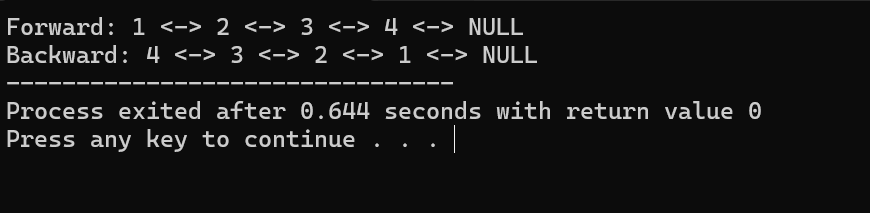 Forward: 1 <-> 2 <-> 3 <-> 4 <-> NULL
Backward: 4 <-> 3 <-> 2 <-> 1 <-> NULL
--------------------------------
Process exited after 0.644 seconds with return value 0
Press any key to continue . . .